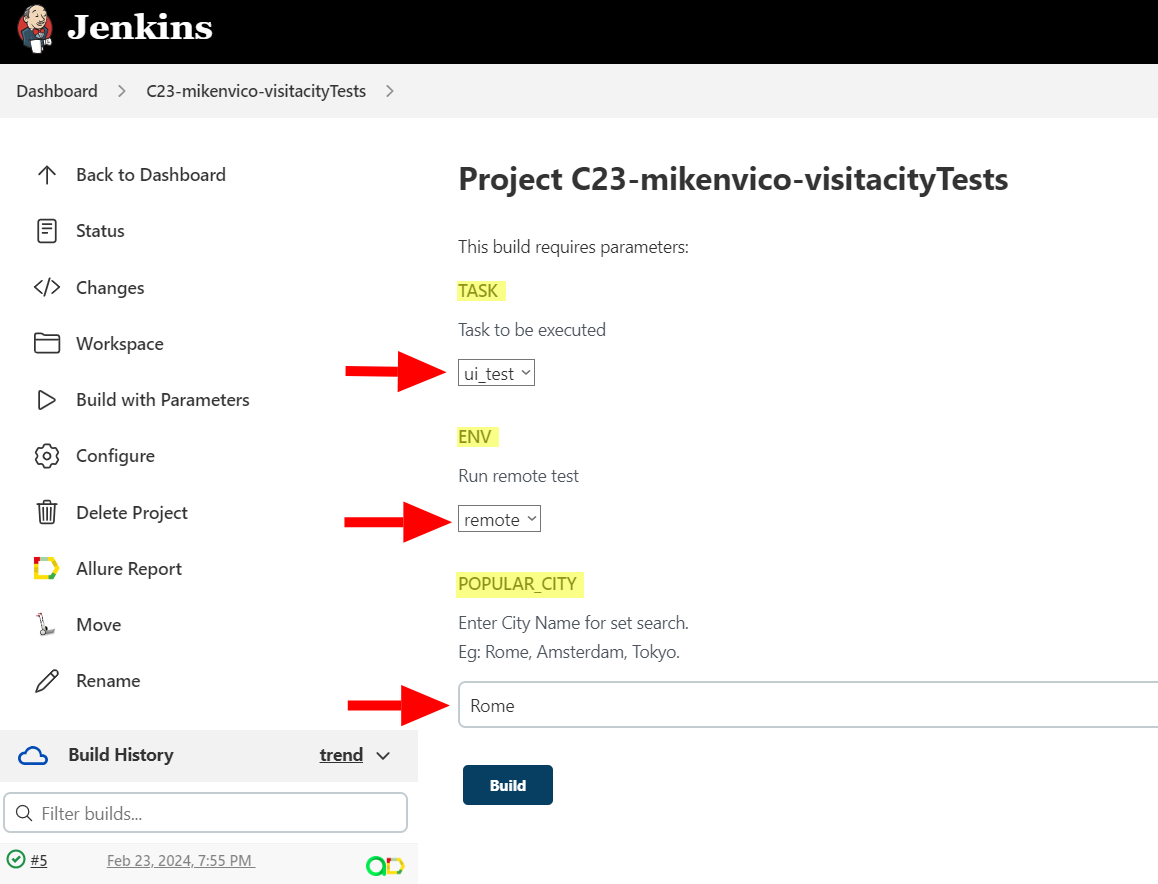 Jenkins
Dashboard
C23-mikenvico-visitacityTests
Back to Dashboard
Status
Changes
Workspace
Build with Parameters
Configure
Delete Project
Allure Report
Move
Rename
Build History
trend
Filter builds...
#5
Feb 23, 2024, 7:55 PM
Project C23-mikenvico-visitacityTests
This build requires parameters:
TASK
Task to be executed
ui_test
ENV
Run remote test
remote
POPULAR_CITY
Enter City Name for set search.
Eg: Rome, Amsterdam, Tokyo.
Rome
Build